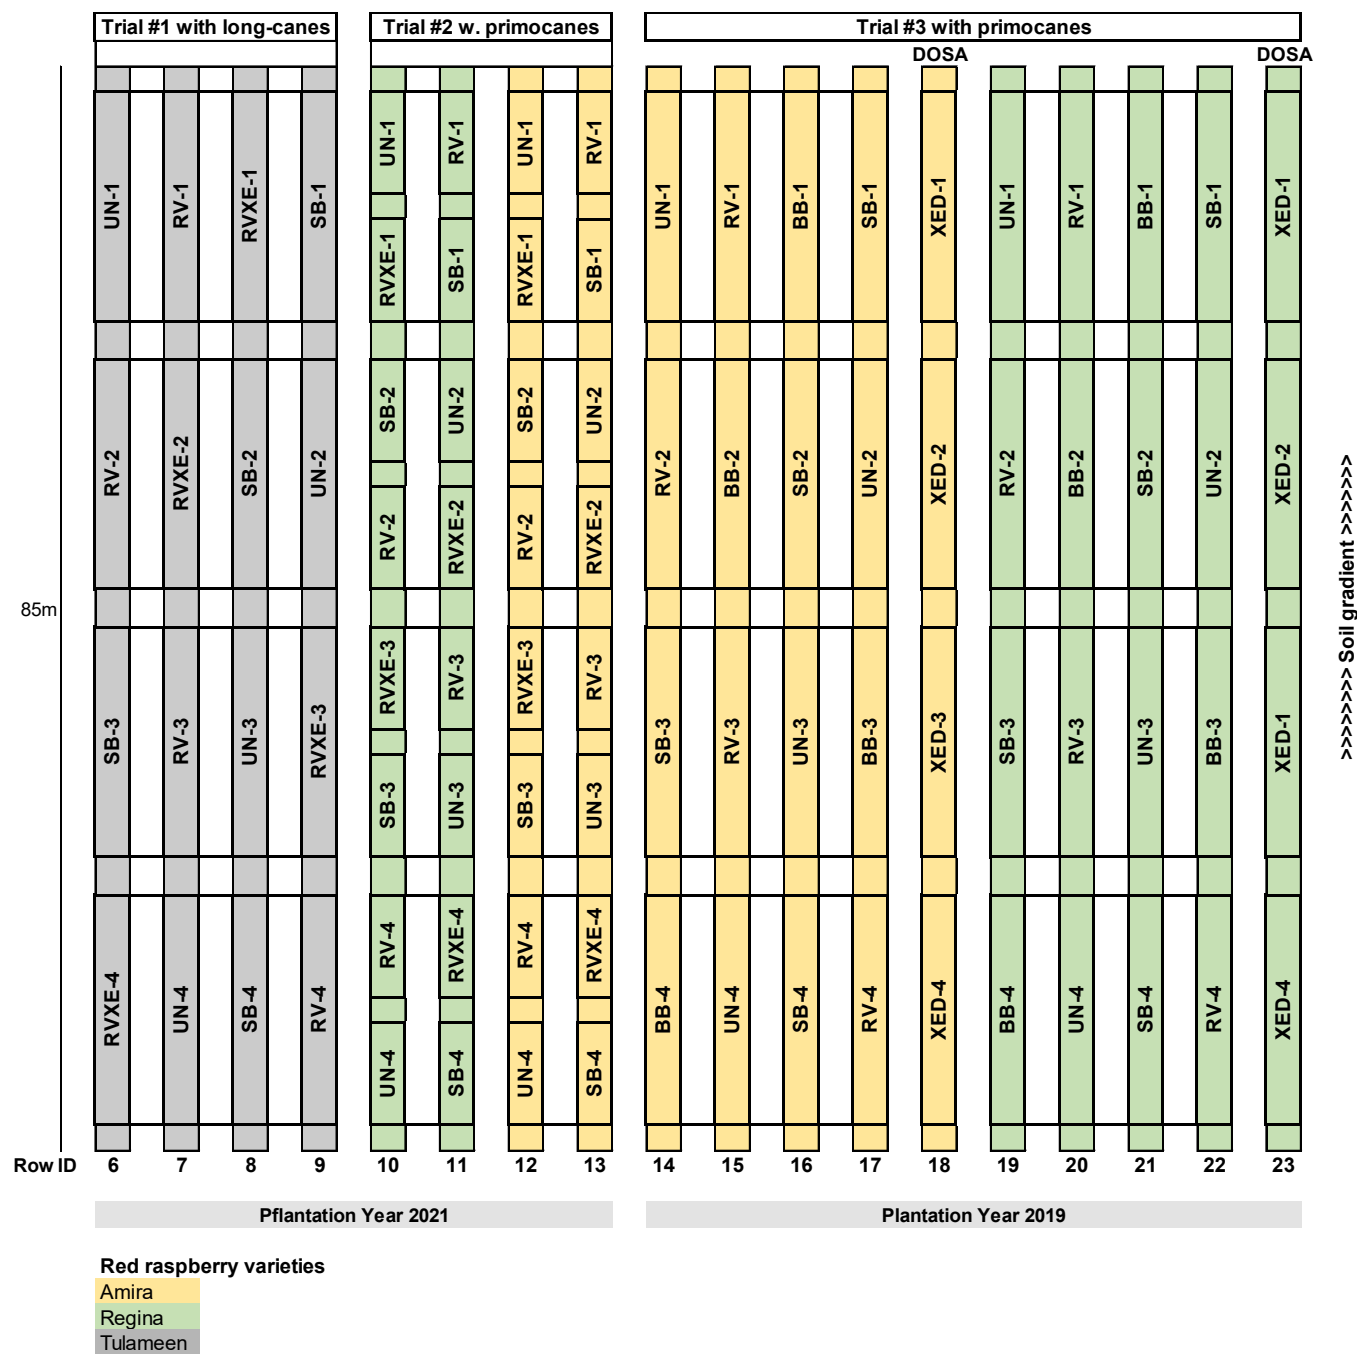 Trial #1 with long-canes
Trial #2 w. primocanes
Trial #3 with primocanes
DOSA
DOSA
UN-1
RV-1
RVXE-1
SB-1
UN-1
RV-1
UN-1
RV-1
RVXE-1
SB-1
RVXE-1
SB-1
UN-1
RV-1
BB-1
SB-1
XED-1
UN-1
RV-1
BB-1
SB-1
XED-1
RV-2
RVXE-2
SB-2
UN-2
SB-2
UN-2
SB-2
UN-2
RV-2
RVXE-2
RV-2
RVXE-2
RV-2
BB-2
SB-2
UN-2
XED-2
RV-2
BB-2
SB-2
UN-2
XED-2
85m
>>>>>>>>> Soil gradient >>>>>>>>
SB-3
RV-3
UN-3
RVXE-3
RVXE-3
RV-3
RVXE-3
RV-3
SB-3
UN-3
SB-3
UN-3
SB-3
RV-3
UN-3
BB-3
XED-3
SB-3
RV-3
UN-3
BB-3
XED-1
RVXE-4
UN-4
SB-4
RV-4
RV-4
RVXE-4
RV-4
RVXE-4
UN-4
SB-4
UN-4
SB-4
BB-4
UN-4
SB-4
RV-4
XED-4
BB-4
UN-4
SB-4
RV-4
XED-4
Row ID 6 7 8 9 10 11 12 13 14 15 16 17 18 19 20 21 22 23
Pflantation Year 2021
Plantation Year 2019
Red raspberry varieties
Amira
Regina
Tulameen